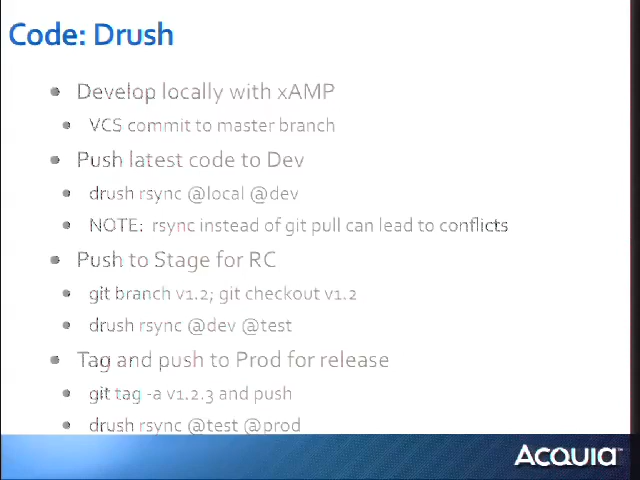 Code: Drush
Develop locally with xAMP
VCS commit to master branch
Push latest code to Dev
drush rsync @local @dev
NOTE: rsync instead of git pull can lead to conflicts
Push to Stage for RC
git branch v1.2; git checkout v1.2
drush rsync @dev @test
Tag and push to Prod for release
git tag -a v1.2.3 and push
drush rsync @test @prod
ACQUIA™